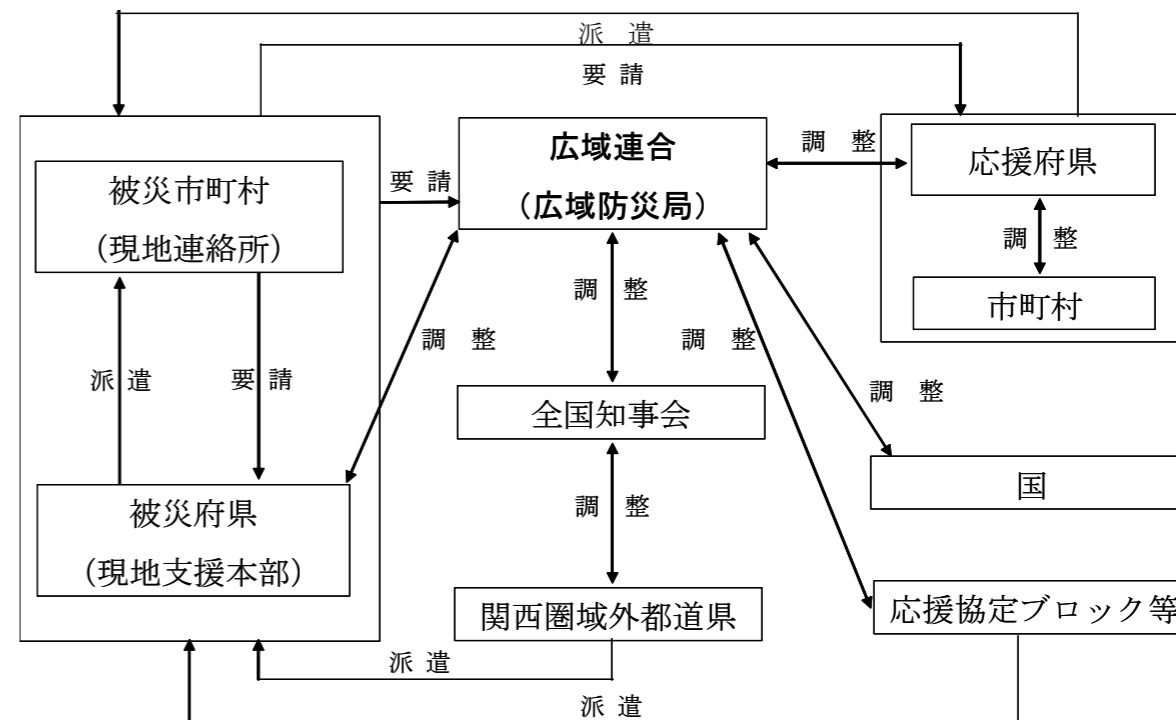 派 遣
要 請
広域連合
（広域防災局）
調 整
応援府県
調 整
市町村
被災市町村
（現地連絡所）
要 請
派 遣
要 請
被災府県
（現地支援本部）
調 整
調 整
調 整
調 整
全国知事会
調 整
国
関西圏域外都道県
応援協定ブロック等
派 遣
派 遣